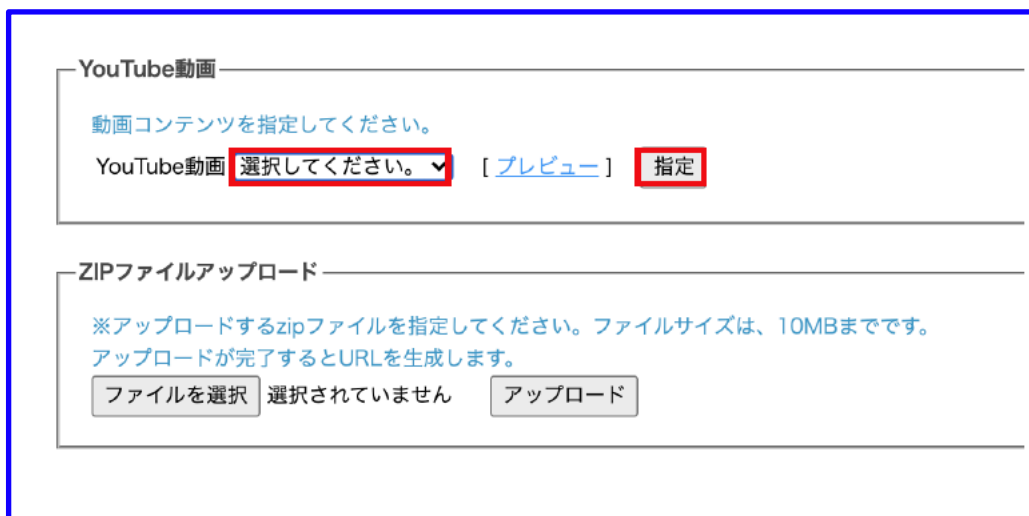 YouTube動画
動画コンテンツを指定してください。
YouTube動画 選択してください。 [ プレビュー ] 指定
ZIPファイルアップロード
※アップロードするzipファイルを指定してください。ファイルサイズは、10MBまでです。
アップロードが完了するとURLを生成します。
ファイルを選択 選択されていません アップロード